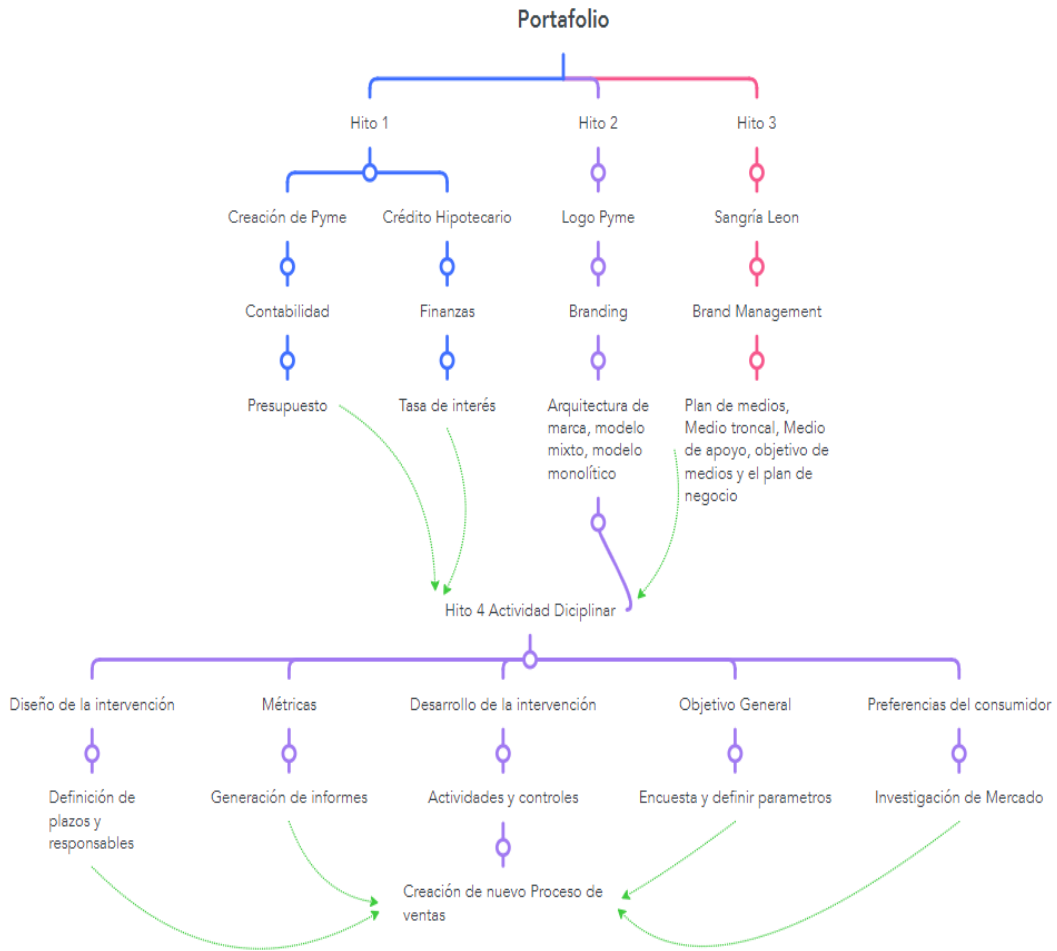 Portafolio
Hito 1
Hito 2
Hito 3
Creación de Pyme
Crédito Hipotecario
Logo Pyme
Sangría Leon
Contabilidad
Finanzas
Branding
Brand Management
Presupuesto
Tasa de interés
Arquitectura de
marca, modelo
mixto, modelo
monolítico
Plan de medios,
Medio troncal, Medio
de apoyo, objetivo de
medios y el plan de
negocio
Hito 4 Actividad Diciplinar
Diseño de la intervención
Métricas
Desarrollo de la intervención
Objetivo General
Preferencias del consumidor
Definición de
plazos y
responsables
Generación de informes
Actividades y controles
Encuesta y definir parametros
Investigación de Mercado
Creación de nuevo Proceso de
ventas